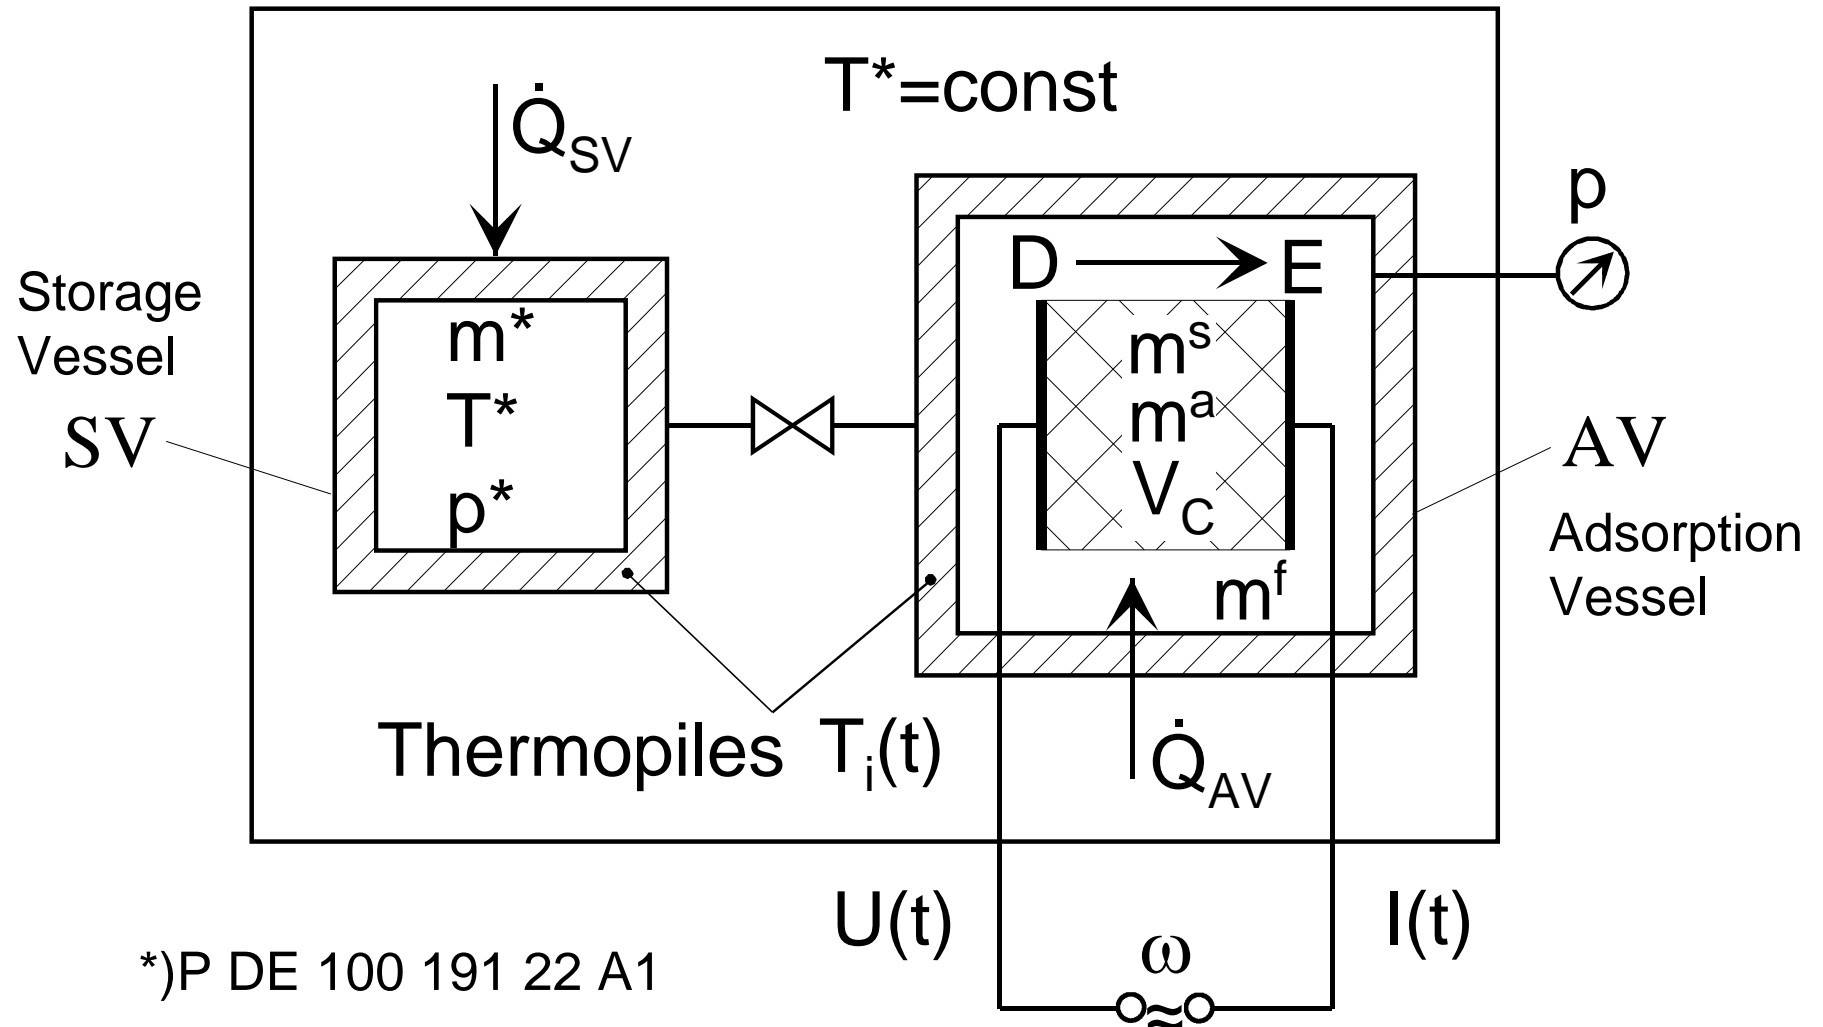 T*=const
Q̇SV
p
Storage
Vessel
SV
m*
T*
p*
D
E
mˢ
mᵃ
VC
mᶠ
AV
Adsorption
Vessel
Thermopiles Ti(t)
Q̇AV
U(t)
I(t)
ω
≈
*)P DE 100 191 22 A1